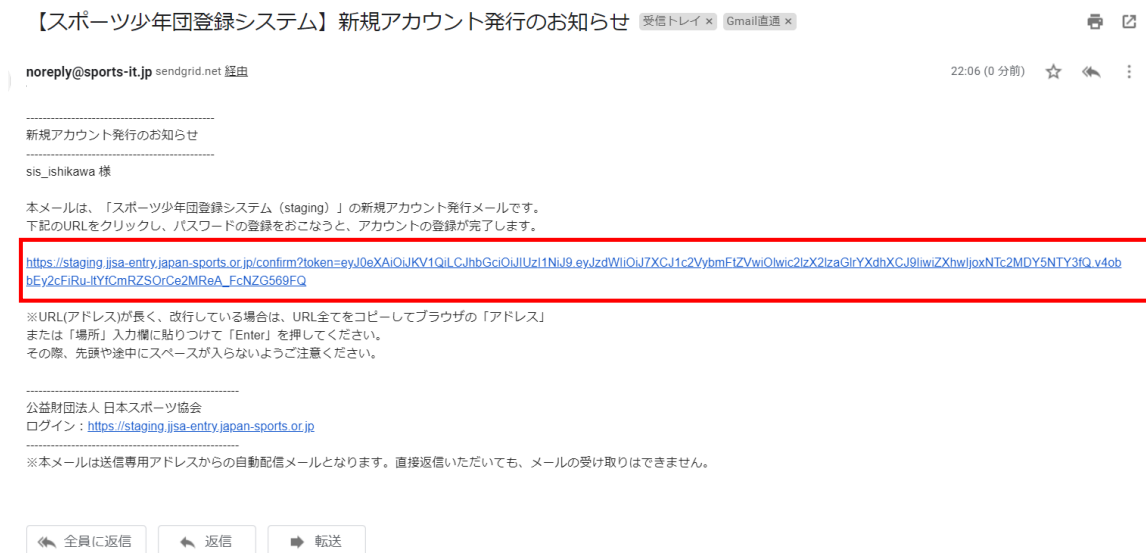 【スポーツ少年団登録システム】新規アカウント発行のお知らせ 受信トレイ × Gmail直通 ×
noreply@sports-it.jp sendgrid.net 経由 22:06 (0 分前)
----------------------------------------------
新規アカウント発行のお知らせ
----------------------------------------------
sis_ishikawa 様
本メールは、「スポーツ少年団登録システム（staging）」の新規アカウント発行メールです。
下記のURLをクリックし、パスワードの登録をおこなうと、アカウントの登録が完了します。
https://staging.jjsa-entry.japan-sports.or.jp/confirm?token=eyJ0eXAiOiJKV1QiLCJhbGciOiJIUzI1NiJ9.eyJzdWIiOiJ7XCJ1c2VybmFtZVwiOlwic2lzX2lzaGlrYXdhXCJ9IiwiZXhwIjoxNTc2MDY5NTY3fQ.v4ob
bEy2cFiRu-ItYfCmRZSOrCe2MReA_FcNZG569FQ
※URL(アドレス)が長く、改行している場合は、URL全てをコピーしてブラウザの「アドレス」
または「場所」入力欄に貼りつけて「Enter」を押してください。
その際、先頭や途中にスペースが入らないようご注意ください。
----------------------------------------------------
公益財団法人 日本スポーツ協会
ログイン：https://staging.jjsa-entry.japan-sports.or.jp
----------------------------------------------------
※本メールは送信専用アドレスからの自動配信メールとなります。直接返信いただいても、メールの受け取りはできません。
全員に返信 返信 転送